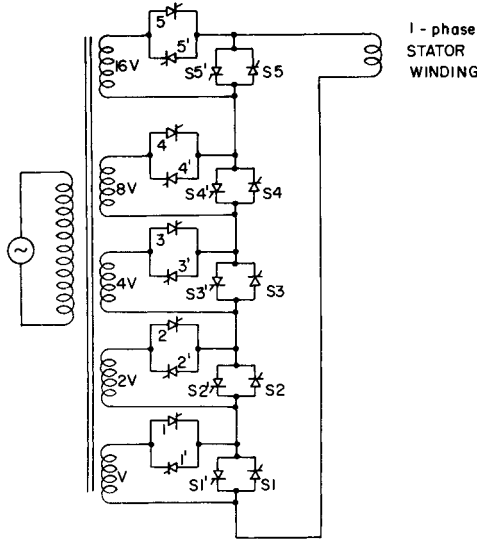 1 - phase
STATOR
WINDING
5
5'
16V
S5'
S5
4
4'
8V
S4'
S4
3
3'
4V
S3'
S3
2
2'
2V
S2'
S2
1
1'
V
S1'
S1
~